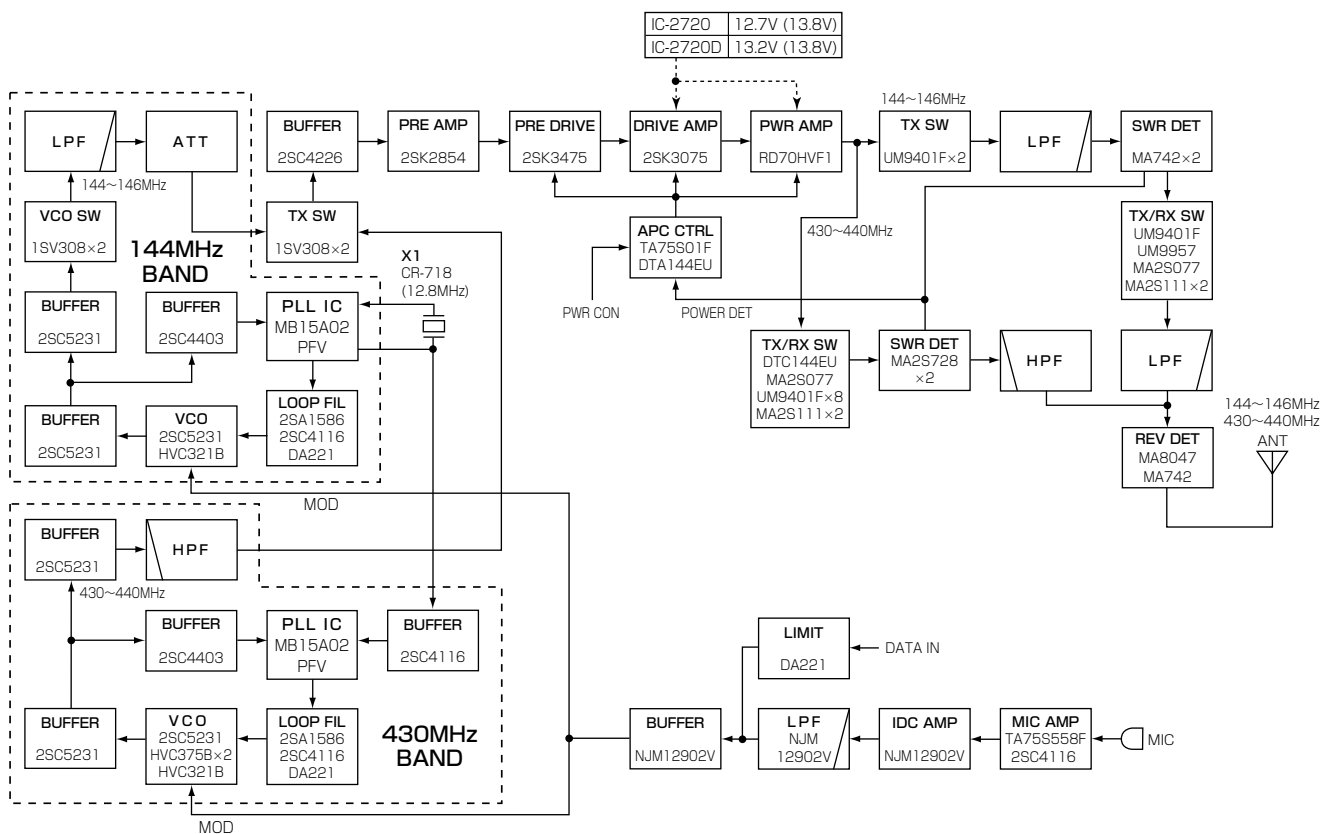 IC-2720 12.7V (13.8V)
IC-2720D 13.2V (13.8V)
LPF
ATT
144~146MHz
VCO SW
1SV308×2
144MHz
BAND
BUFFER
2SC5231
BUFFER
2SC4403
PLL IC
MB15A02
PFV
BUFFER
2SC5231
VCO
2SC5231
HVC321B
LOOP FIL
2SA1586
2SC4116
DA221
MOD
BUFFER
2SC4226
TX SW
1SV308×2
X1
CR-718
(12.8MHz)
PRE AMP
2SK2854
PRE DRIVE
2SK3475
DRIVE AMP
2SK3075
PWR AMP
RD70HVF1
144~146MHz
TX SW
UM9401F×2
LPF
SWR DET
MA742×2
APC CTRL
TA75S01F
DTA144EU
PWR CON
POWER DET
430~440MHz
TX/RX SW
UM9401F
UM9957
MA2S077
MA2S111×2
TX/RX SW
DTC144EU
MA2S077
UM9401F×8
MA2S111×2
SWR DET
MA2S728
×2
HPF
LPF
144~146MHz
430~440MHz
ANT
REV DET
MA8047
MA742
BUFFER
2SC5231
HPF
430~440MHz
BUFFER
2SC4403
PLL IC
MB15A02
PFV
BUFFER
2SC4116
BUFFER
2SC5231
VCO
2SC5231
HVC375B×2
HVC321B
LOOP FIL
2SA1586
2SC4116
DA221
430MHz
BAND
MOD
LIMIT
DA221
DATA IN
BUFFER
NJM12902V
LPF
NJM
12902V
IDC AMP
NJM12902V
MIC AMP
TA75S558F
2SC4116
MIC